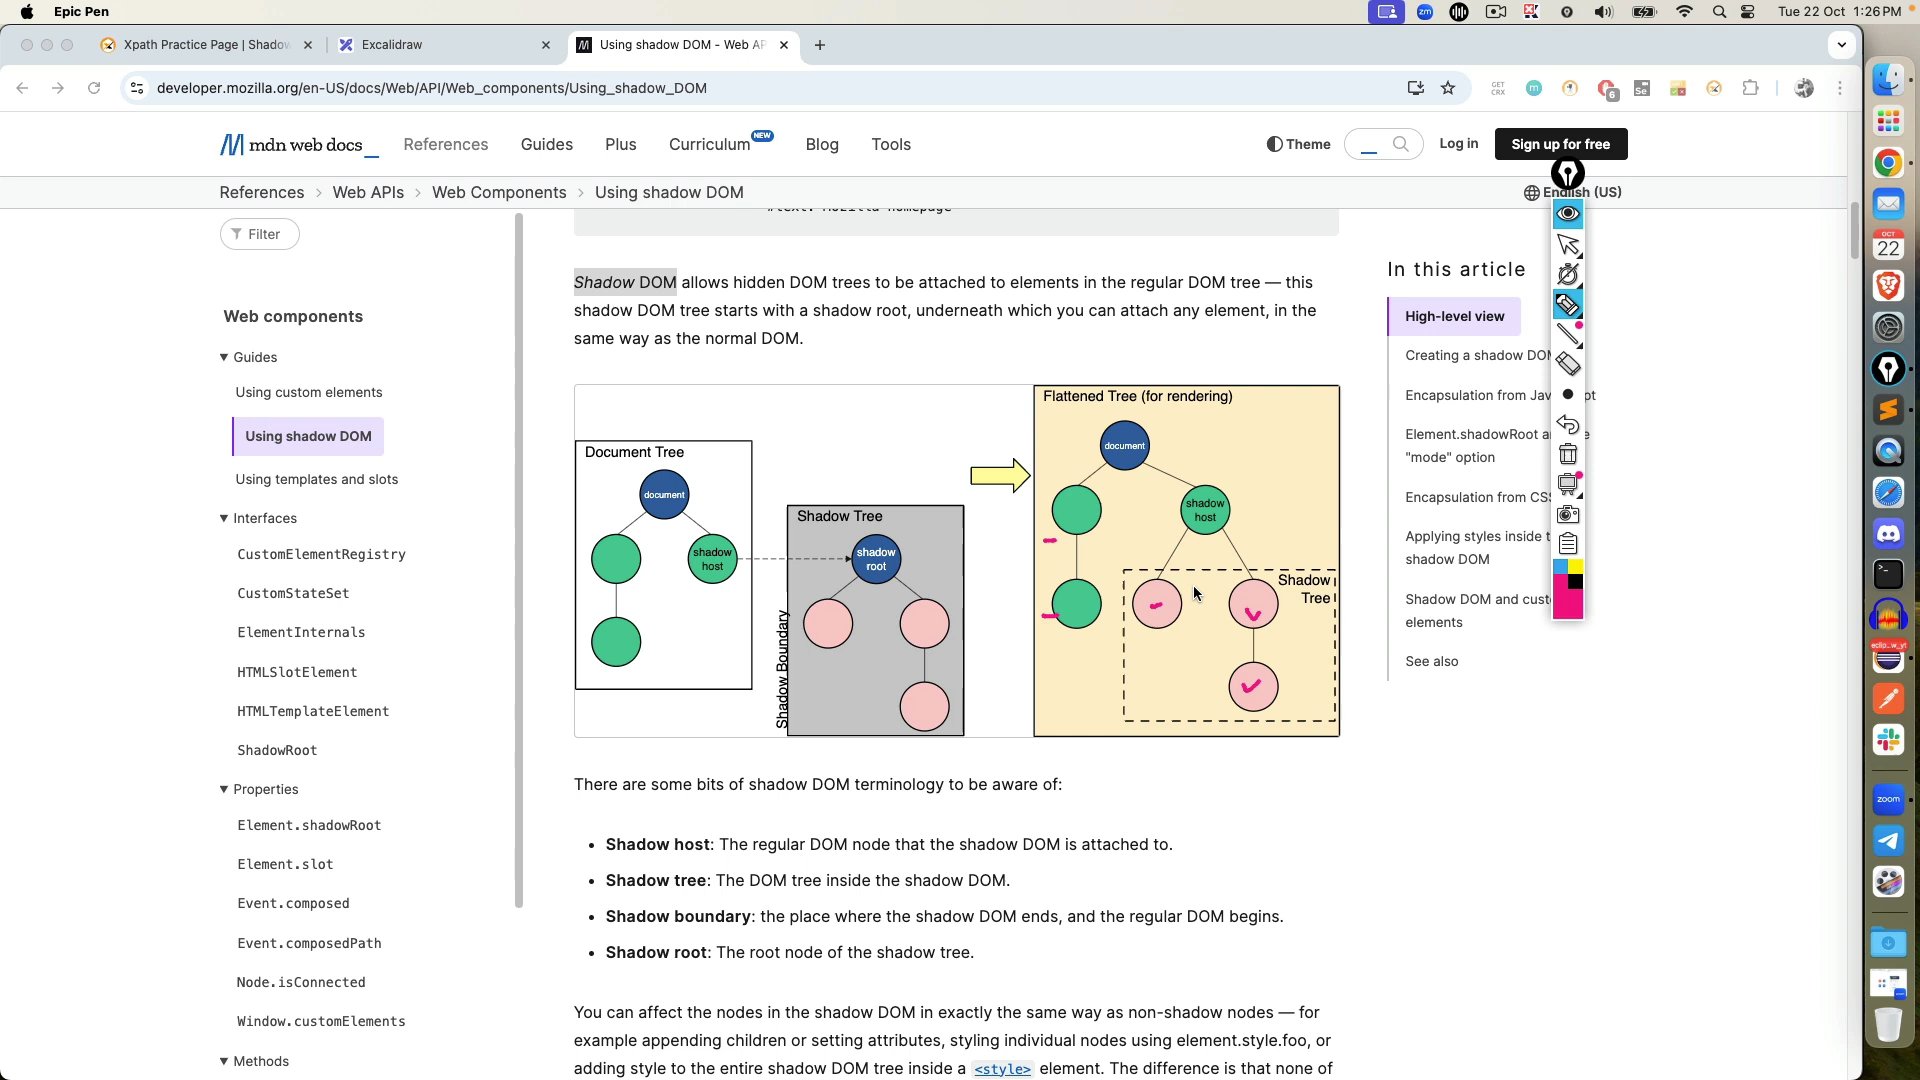 Epic Pen
zm
Tue 22 Oct 1:26 PM
Xpath Practice Page | Shadow
Excalidraw
Using shadow DOM - Web AP
developer.mozilla.org/en-US/docs/Web/API/Web_components/Using_shadow_DOM
GET
CRX
m
6
Se
mdn web docs_
References
Guides
Plus
Curriculum
NEW
Blog
Tools
Theme
Log in
Sign up for free
References > Web APIs > Web Components > Using shadow DOM
English (US)
Filter
Web components
Guides
Using custom elements
Using shadow DOM
Using templates and slots
Interfaces
CustomElementRegistry
CustomStateSet
ElementInternals
HTMLSlotElement
HTMLTemplateElement
ShadowRoot
Properties
Element.shadowRoot
Element.slot
Event.composed
Event.composedPath
Node.isConnected
Window.customElements
Methods
Shadow DOM allows hidden DOM trees to be attached to elements in the regular DOM tree — this
shadow DOM tree starts with a shadow root, underneath which you can attach any element, in the
same way as the normal DOM.
Document Tree
document
shadow
host
Shadow Boundary
Shadow Tree
shadow
root
Flattened Tree (for rendering)
document
shadow
host
Shadow
Tree
There are some bits of shadow DOM terminology to be aware of:
• Shadow host: The regular DOM node that the shadow DOM is attached to.
• Shadow tree: The DOM tree inside the shadow DOM.
• Shadow boundary: the place where the shadow DOM ends, and the regular DOM begins.
• Shadow root: The root node of the shadow tree.
You can affect the nodes in the shadow DOM in exactly the same way as non-shadow nodes — for
example appending children or setting attributes, styling individual nodes using element.style.foo, or
adding style to the entire shadow DOM tree inside a <style> element. The difference is that none of
In this article
High-level view
Creating a shadow DOM
Encapsulation from Jav pt
Element.shadowRoot a e
"mode" option
Encapsulation from CSS
Applying styles inside t
shadow DOM
Shadow DOM and custo
elements
See also
OCT
22
zoom